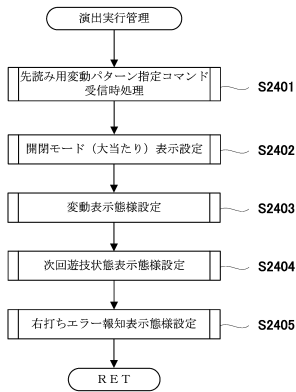 演出実行管理
先読み用変動パターン指定コマンド
受信時処理
S2401
開閉モード（大当たり）表示設定
S2402
変動表示態様設定
S2403
次回遊技状態表示態様設定
S2404
右打ちエラー報知表示態様設定
S2405
ＲＥＴ